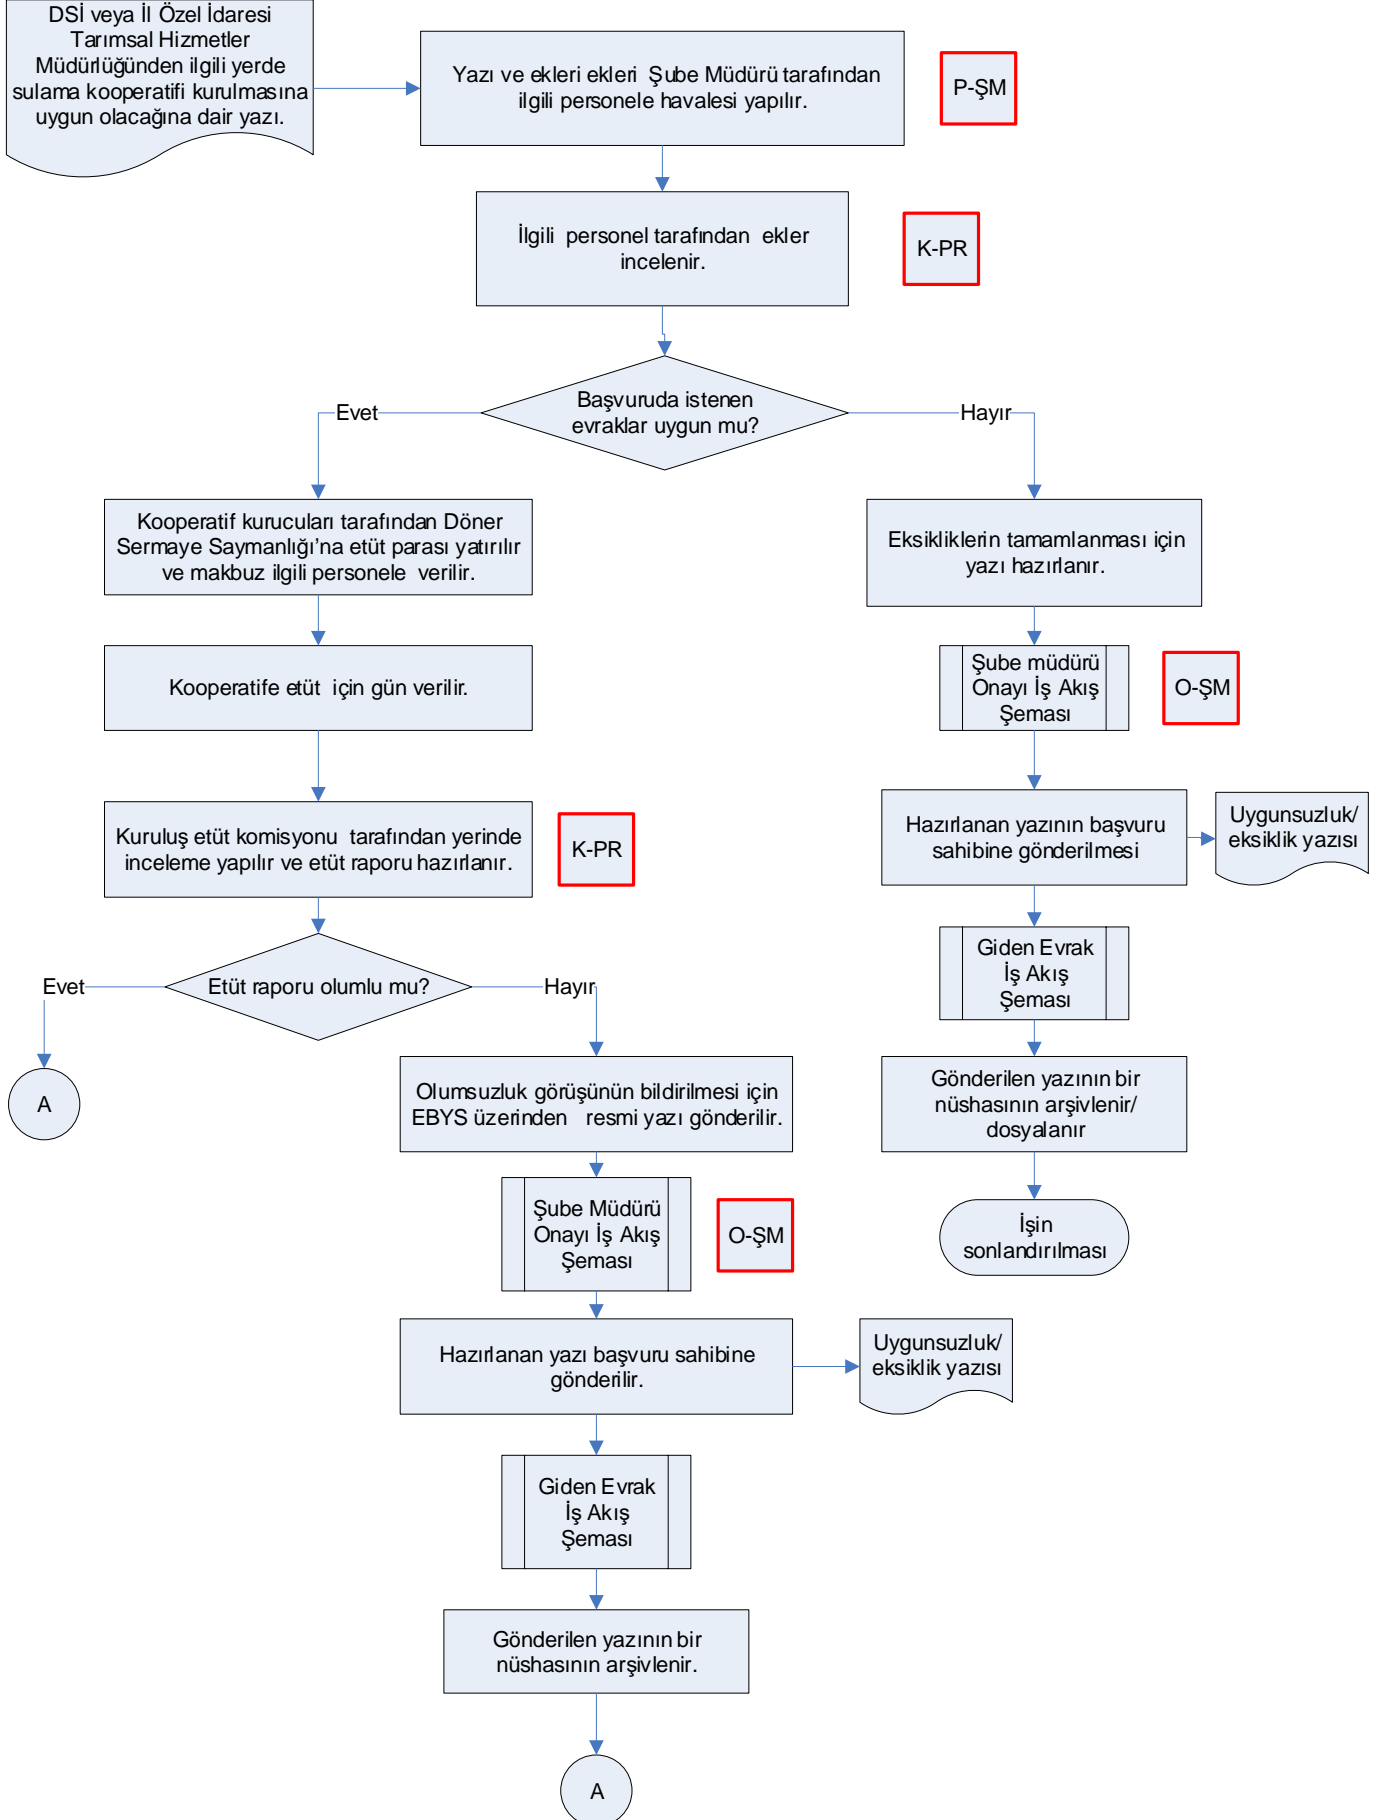 DSİ veya İl Özel İdaresi
Tarımsal Hizmetler
Müdürlüğünden ilgili yerde
sulama kooperatifi kurulmasına
uygun olacağına dair yazı.
Yazı ve ekleri ekleri Şube Müdürü tarafından
ilgili personele havalesi yapılır.
P-ŞM
İlgili personel tarafından ekler
incelenir.
K-PR
Başvuruda istenen
evraklar uygun mu?
Evet
Hayır
Kooperatif kurucuları tarafından Döner
Sermaye Saymanlığı’na etüt parası yatırılır
ve makbuz ilgili personele verilir.
Eksikliklerin tamamlanması için
yazı hazırlanır.
Kooperatife etüt için gün verilir.
Şube müdürü
Onayı İş Akış
Şeması
O-ŞM
Kuruluş etüt komisyonu tarafından yerinde
inceleme yapılır ve etüt raporu hazırlanır.
K-PR
Hazırlanan yazının başvuru
sahibine gönderilmesi
Uygunsuzluk/
eksiklik yazısı
Etüt raporu olumlu mu?
Evet
Hayır
Giden Evrak
İş Akış
Şeması
A
Olumsuzluk görüşünün bildirilmesi için
EBYS üzerinden resmi yazı gönderilir.
Gönderilen yazının bir
nüshasının arşivlenir/
dosyalanır
Şube Müdürü
Onayı İş Akış
Şeması
O-ŞM
İşin
sonlandırılması
Hazırlanan yazı başvuru sahibine
gönderilir.
Uygunsuzluk/
eksiklik yazısı
Giden Evrak
İş Akış
Şeması
Gönderilen yazının bir
nüshasının arşivlenir.
A